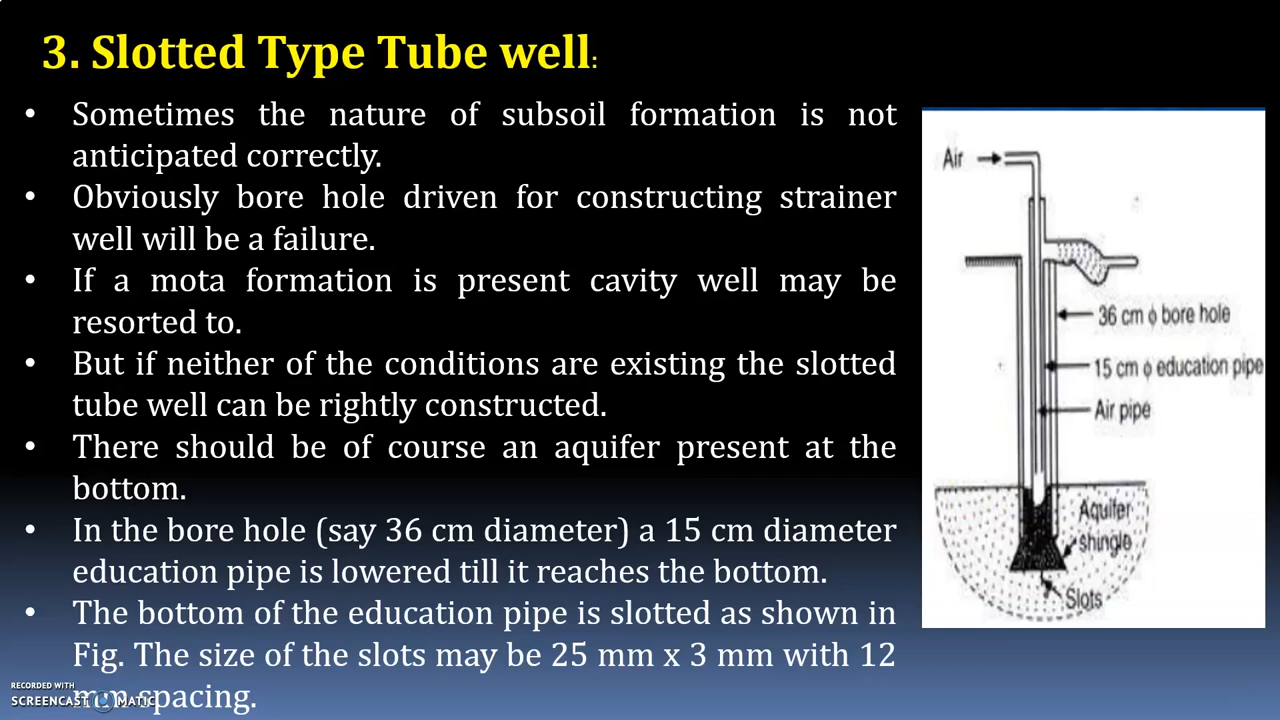 3. Slotted Type Tube well:
• Sometimes the nature of subsoil formation is not
anticipated correctly.
• Obviously bore hole driven for constructing strainer
well will be a failure.
• If a mota formation is present cavity well may be
resorted to.
• But if neither of the conditions are existing the slotted
tube well can be rightly constructed.
• There should be of course an aquifer present at the
bottom.
• In the bore hole (say 36 cm diameter) a 15 cm diameter
education pipe is lowered till it reaches the bottom.
• The bottom of the education pipe is slotted as shown in
Fig. The size of the slots may be 25 mm x 3 mm with 12
mm spacing.
Air
36 cm ϕ bore hole
15 cm ϕ education pipe
Air pipe
Aquifer
shingle
Slots
RECORDED WITH
SCREENCAST MATIC